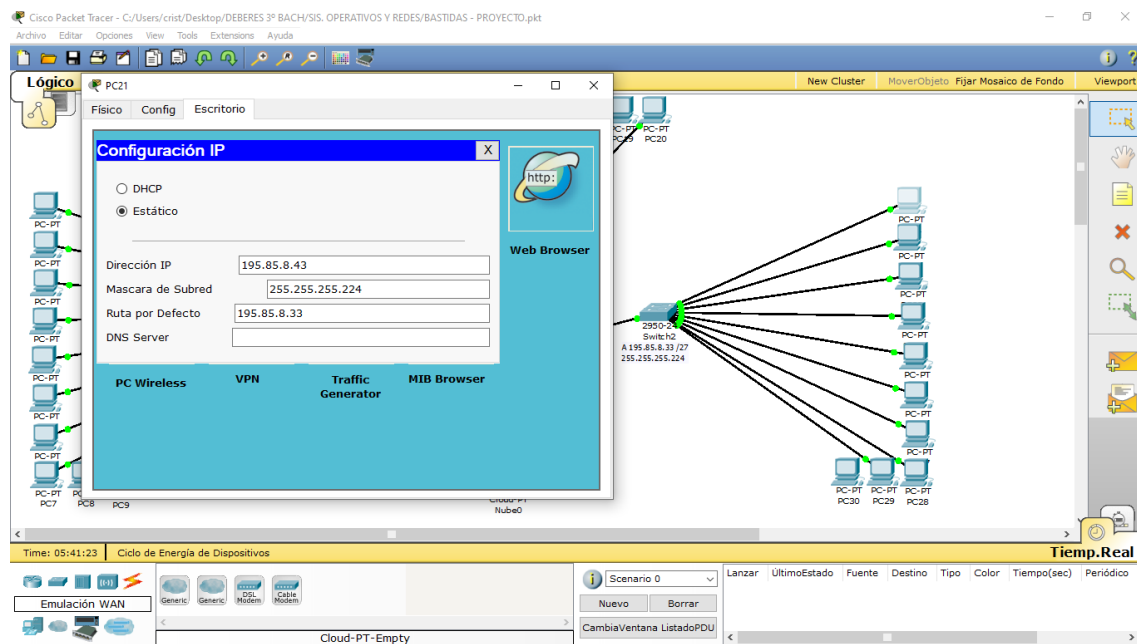 Cisco Packet Tracer - C:/Users/crist/Desktop/DEBERES 3º BACH/SIS. OPERATIVOS Y REDES/BASTIDAS - PROYECTO.pkt
Archivo Editar Opciones View Tools Extensions Ayuda
Lógico
New Cluster MoverObjeto Fijar Mosaico de Fondo Viewport
PC21
Físico Config Escritorio
Configuración IP X
DHCP
Estático
Dirección IP 195.85.8.43
Mascara de Subred 255.255.255.224
Ruta por Defecto 195.85.8.33
DNS Server
http:
Web Browser
PC Wireless VPN Traffic Generator MIB Browser
PC-PT
PC20
PC-PT
PC-PT
PC-PT
PC-PT
PC-PT
PC-PT
PC-PT
PC-PT
PC-PT
PC7 PC8 PC9
2950-24
Switch2
A 195.85.8.33 /27
255.255.255.224
PC-PT
PC-PT
PC-PT
PC-PT
PC-PT
PC-PT
PC-PT
PC-PT PC-PT PC-PT
PC30 PC29 PC28
Cloud-PT
Nube0
Time: 05:41:23 Ciclo de Energía de Dispositivos
Tiemp.Real
Emulación WAN
Generic Generic DSL Modem Cable Modem
Cloud-PT-Empty
Scenario 0
Nuevo Borrar
CambiaVentana ListadoPDU
Lanzar ÚltimoEstado Fuente Destino Tipo Color Tiempo(sec) Periódico